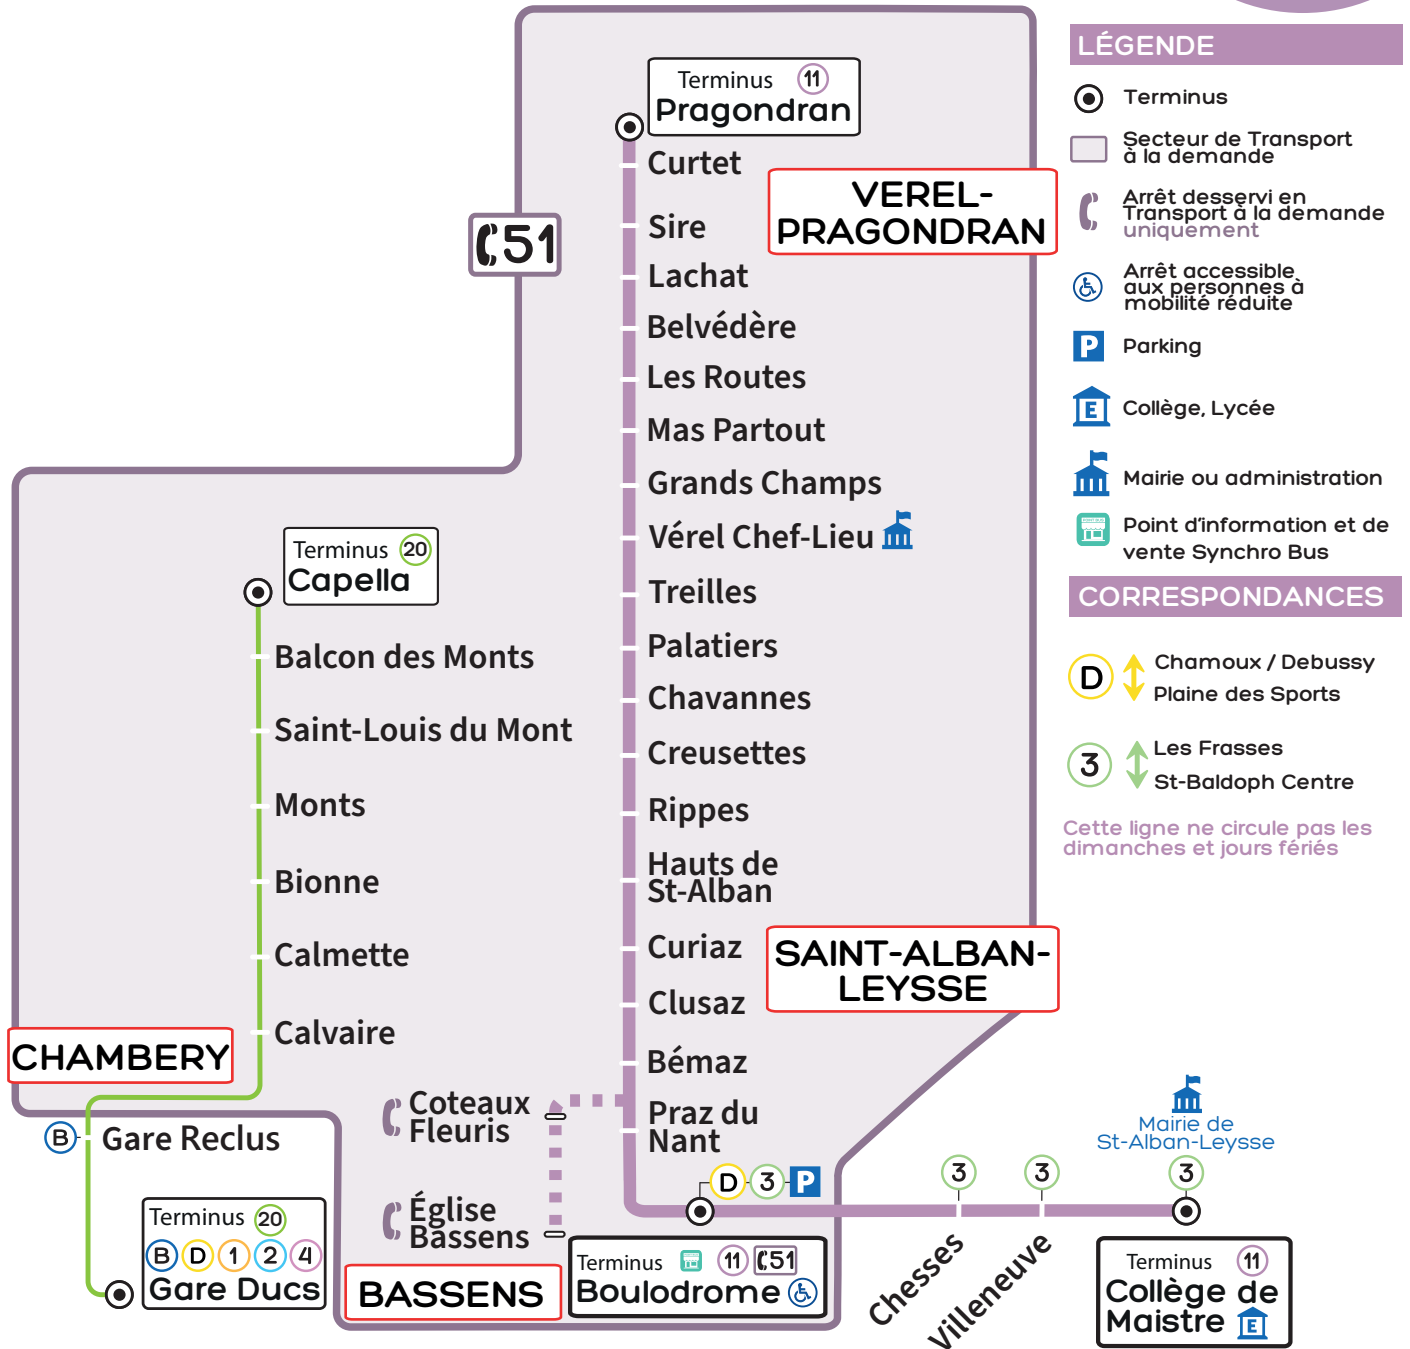 Terminus 11
Pragondran
Curtet
Sire
Lachat
Belvédère
Les Routes
Mas Partout
Grands Champs
Vérel Chef-Lieu
Treilles
Palatiers
Chavannes
Creusettes
Rippes
Hauts de
St-Alban
Curiaz
Clusaz
Bémaz
Praz du
Nant
51
VEREL-
PRAGONDRAN
SAINT-ALBAN-
LEYSSE
Terminus 20
Capella
Balcon des Monts
Saint-Louis du Mont
Monts
Bionne
Calmette
Calvaire
CHAMBERY
B Gare Reclus
Terminus 20
B D 1 2 4
Gare Ducs
Coteaux
Fleuris
Église
Bassens
BASSENS
D 3 P
Terminus 11 51
Boulodrome
3
Chesses
3
Villeneuve
Mairie de
St-Alban-Leysse
3
Terminus 11
Collège de
Maistre E
LÉGENDE
Terminus
Secteur de Transport
à la demande
Arrêt desservi en
Transport à la demande
uniquement
Arrêt accessible
aux personnes à
mobilité réduite
P Parking
E Collège, Lycée
Mairie ou administration
Point d'information et de
vente Synchro Bus
CORRESPONDANCES
D Chamoux / Debussy
Plaine des Sports
3 Les Frasses
St-Baldoph Centre
Cette ligne ne circule pas les
dimanches et jours fériés